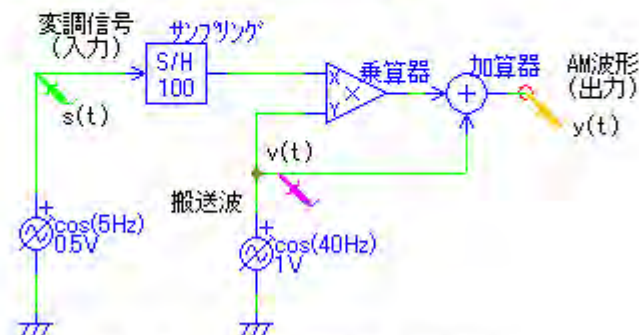 変調信号
(入力)
サンプリング
S/H
100
X
Y
×
乗算器
加算器
+
AM波形
(出力)
s(t)
y(t)
v(t)
搬送波
+
cos(5Hz)
0.5V
+
cos(40Hz)
1V